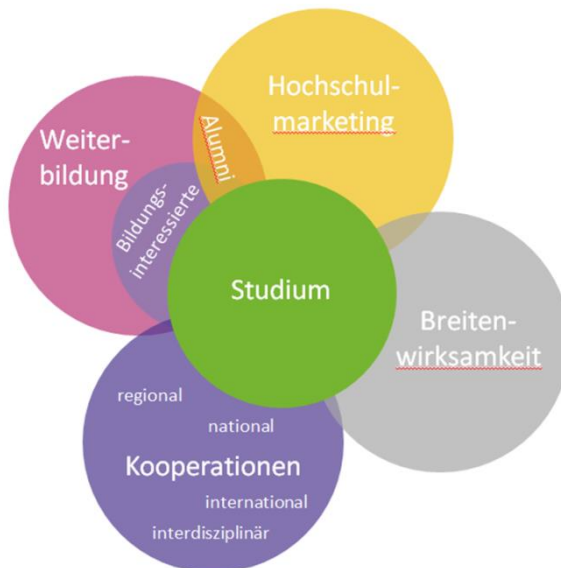 Hochschul-
marketing
Weiter-
bildung
Alumni
Bildungs-
interessierte
Studium
Breiten-
wirksamkeit
regional
national
Kooperationen
international
interdisziplinär